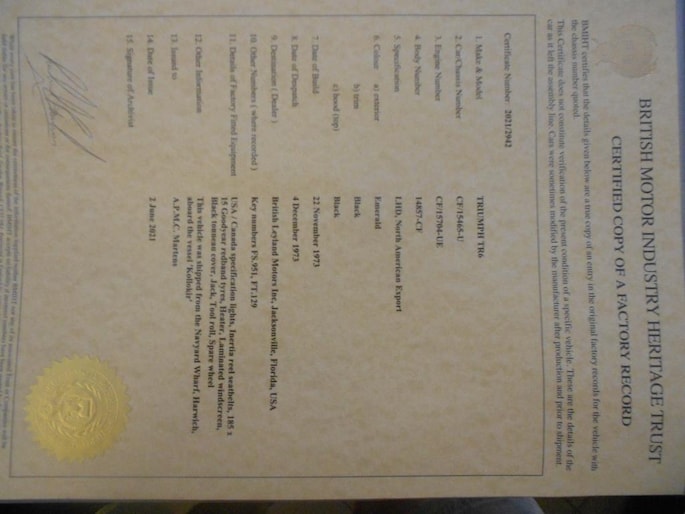 BRITISH MOTOR INDUSTRY HERITAGE TRUST
CERTIFIED COPY OF A FACTORY RECORD
BMIHT certifies that the details given below are a true copy of an entry in the original factory records for the vehicle with
the chassis number quoted.
This Certificate does not constitute verification of the present condition of a specific vehicle. These are the details of the
car as it left the assembly line. Cars were sometimes modified by the manufacturer after production and prior to shipment.
Certificate Number 2021/2942
1. Make & Model TRIUMPH TR6
2. Car/Chassis Number CF/15465-U
3. Engine Number CF/15704-UE
4. Body Number 14857-CF
5. Specification LHD, North American Export
6. Colour a) exterior Emerald
b) trim Black
c) hood (top) Black
7. Date of Build 22 November 1973
8. Date of Despatch 4 December 1973
9. Destination ( Dealer ) British Leyland Motors Inc, Jacksonville, Florida, USA
10. Other Numbers ( where recorded ) Key numbers FS.951, FT.129
11. Details of Factory Fitted Equipment USA / Canada specification lights, Inertia reel seatbelts, 185 x
15 Goodyear redband tyres, Heater, Laminated windscreen,
Black tonneau cover, Jack, Tool roll, Spare wheel
12. Other Information This vehicle was shipped from the Navyard Wharf, Harwich,
aboard the vessel
13. Issued to A.P.M.C. Martens
14. Date of Issue 2 June 2021
15. Signature of Archivist